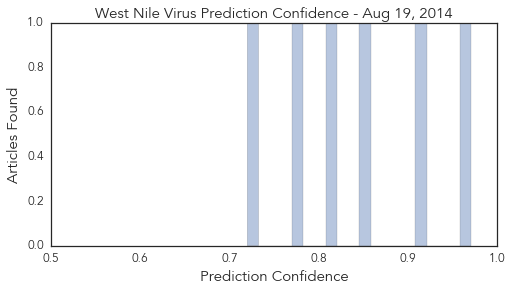 West Nile Virus Prediction Confidence - Aug 19, 2014
1.0
0.8
0.6
0.4
0.2
0.0
Articles Found
0.5 0.6 0.7 0.8 0.9 1.0
Prediction Confidence